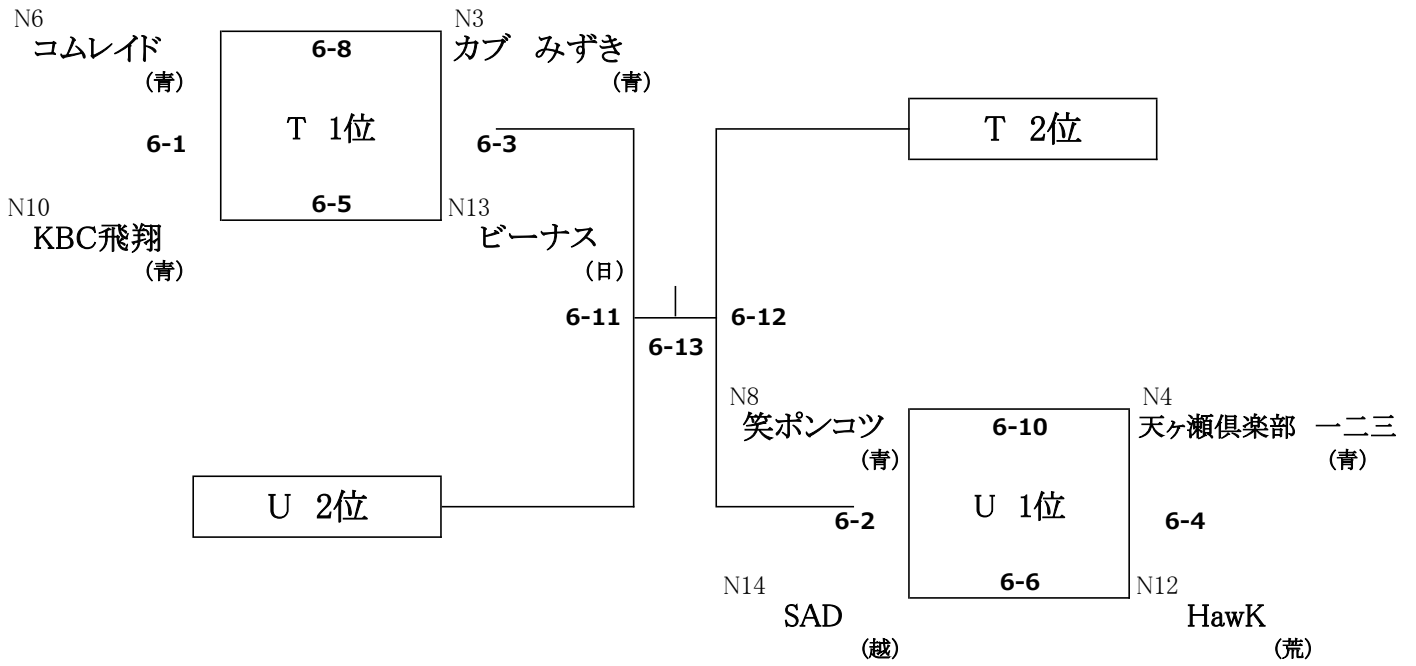 N6
コムレイド
(青)
6-8
N3
カブ　みずき
(青)
6-1
T　1位
6-3
N10
KBC飛翔
(青)
6-5
N13
ビーナス
(日)
T　2位
6-11
6-13
6-12
U　2位
N8
笑ポンコツ
(青)
6-10
N4
天ヶ瀬倶楽部　一二三
(青)
6-2
U　1位
6-4
N14
SAD
(越)
6-6
N12
HawK
(荒)